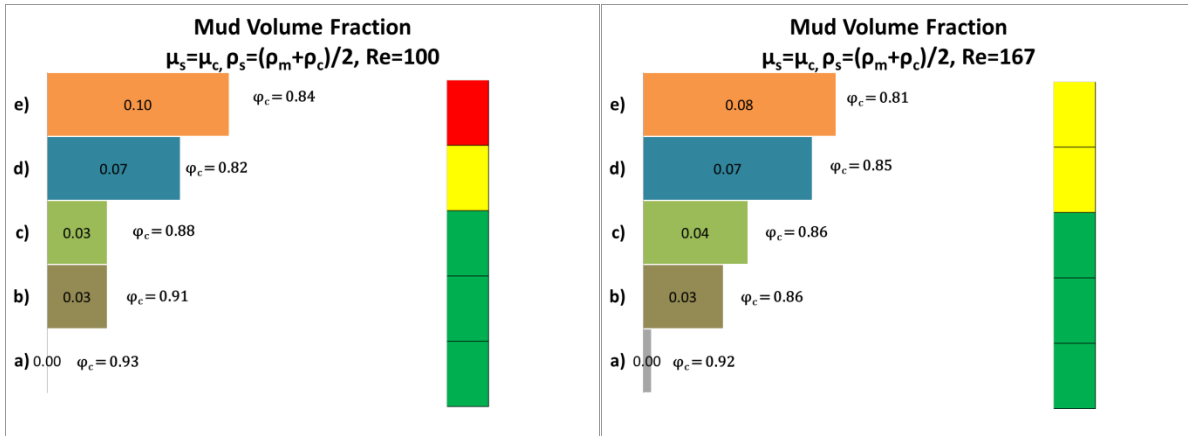 Mud Volume Fraction
μs=μc, ρs=(ρm+ρc)/2, Re=100
e) 0.10 φc=0.84
d) 0.07 φc=0.82
c) 0.03 φc=0.88
b) 0.03 φc=0.91
a) 0.00 φc=0.93
Mud Volume Fraction
μs=μc, ρs=(ρm+ρc)/2, Re=167
e) 0.08 φc=0.81
d) 0.07 φc=0.85
c) 0.04 φc=0.86
b) 0.03 φc=0.86
a) 0.00 φc=0.92